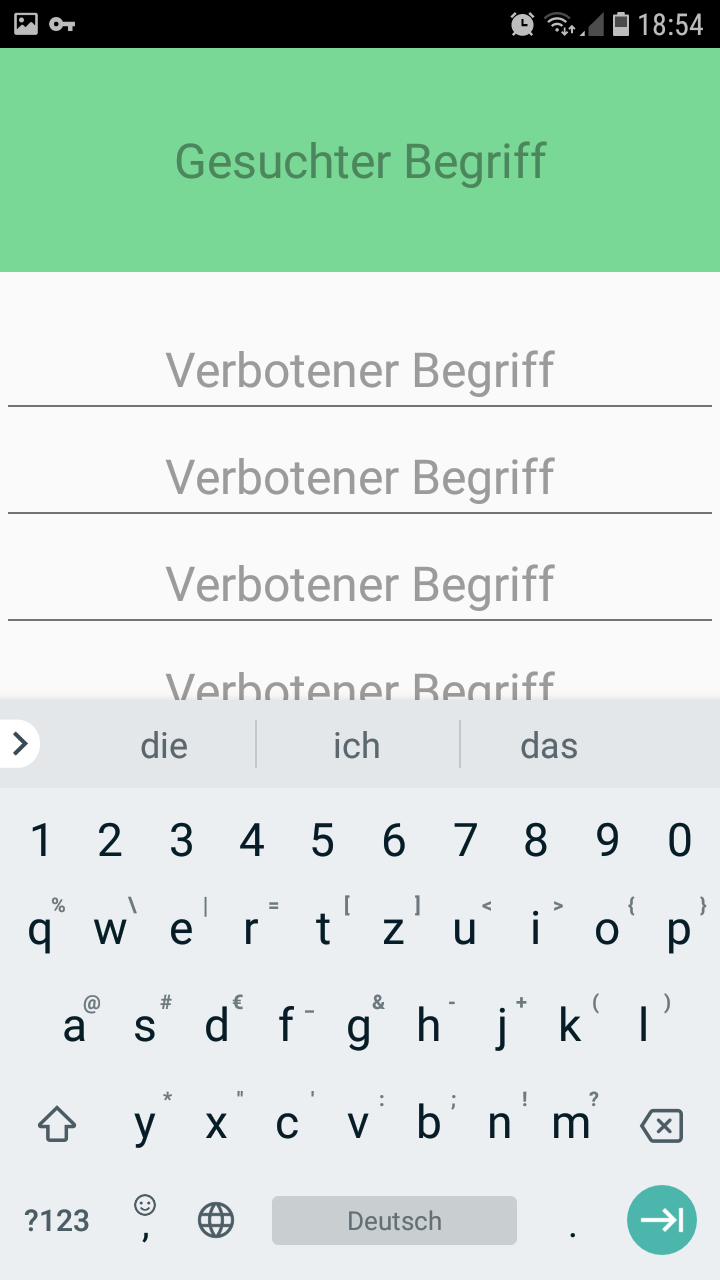 18:54
Gesuchter Begriff
Verbotener Begriff
Verbotener Begriff
Verbotener Begriff
Verbotener Begriff
die ich das
1 2 3 4 5 6 7 8 9 0
% \ | = [ ] < > { }
q w e r t z u i o p
@ # € _ & - + ( )
a s d f g h j k l
* " ' : ; ! ?
y x c v b n m
?123 , Deutsch .